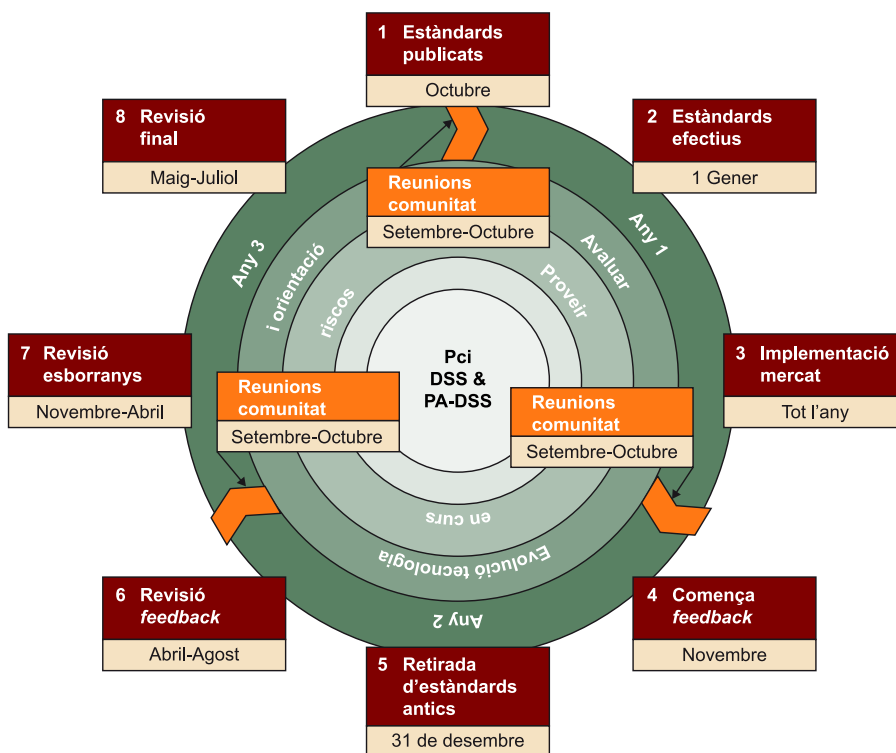 1 Estàndards
publicats
Octubre
2 Estàndards
efectius
1 Gener
3 Implementació
mercat
Tot l'any
4 Comença
feedback
Novembre
5 Retirada
d'estàndards
antics
31 de desembre
6 Revisió
feedback
Abril-Agost
7 Revisió
esborranys
Novembre-Abril
8 Revisió
final
Maig-Juliol
Reunions
comunitat
Setembre-Octubre
Reunions
comunitat
Setembre-Octubre
Reunions
comunitat
Setembre-Octubre
Any 1
Any 2
Any 3
Avaluar
Evolució tecnologia
i orientació
Proveir
en curs
riscos
Pci
DSS &
PA-DSS